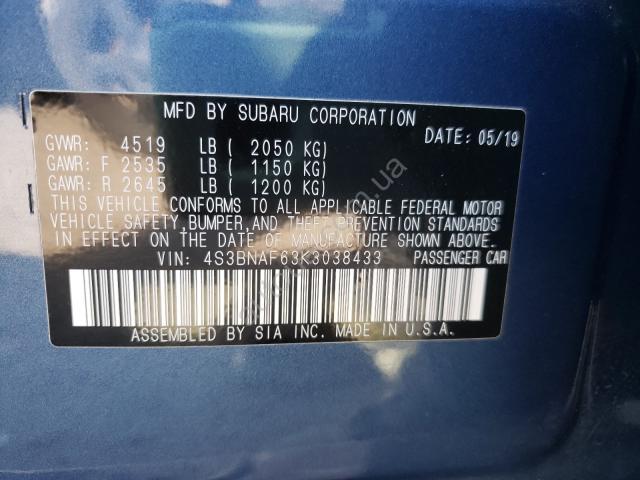 MFD BY SUBARU CORPORATION
GVWR: 4519 LB ( 2050 KG) DATE: 05/19
GAWR: F 2535 LB ( 1150 KG)
GAWR: R 2645 LB ( 1200 KG)
THIS VEHICLE CONFORMS TO ALL APPLICABLE FEDERAL MOTOR
VEHICLE SAFETY, BUMPER, AND THEFT PREVENTION STANDARDS
IN EFFECT ON THE DATE OF MANUFACTURE SHOWN ABOVE.
VIN: 4S3BNAF63K3038433 PASSENGER CAR
ASSEMBLED BY SIA INC. MADE IN U.S.A.